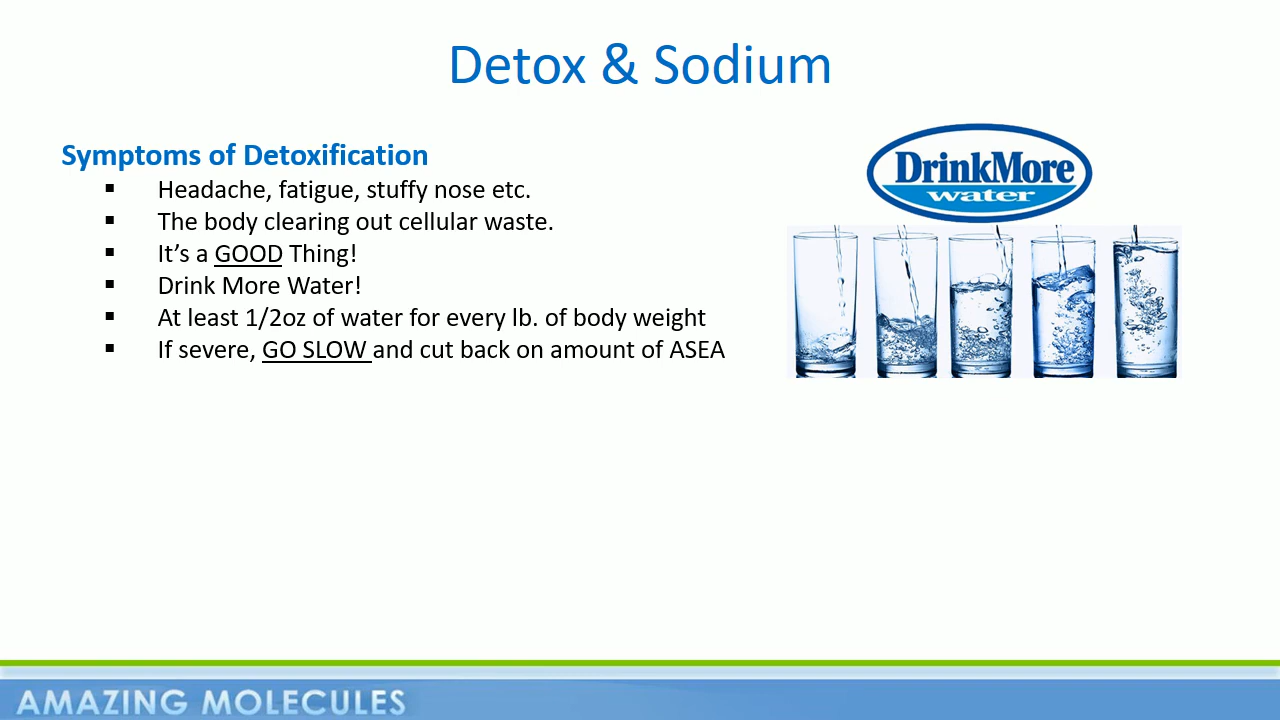 Detox & Sodium
Symptoms of Detoxification
▪ Headache, fatigue, stuffy nose etc.
▪ The body clearing out cellular waste.
▪ It’s a GOOD Thing!
▪ Drink More Water!
▪ At least 1/2oz of water for every lb. of body weight
▪ If severe, GO SLOW and cut back on amount of ASEA
DrinkMore
water
AMAZING MOLECULES